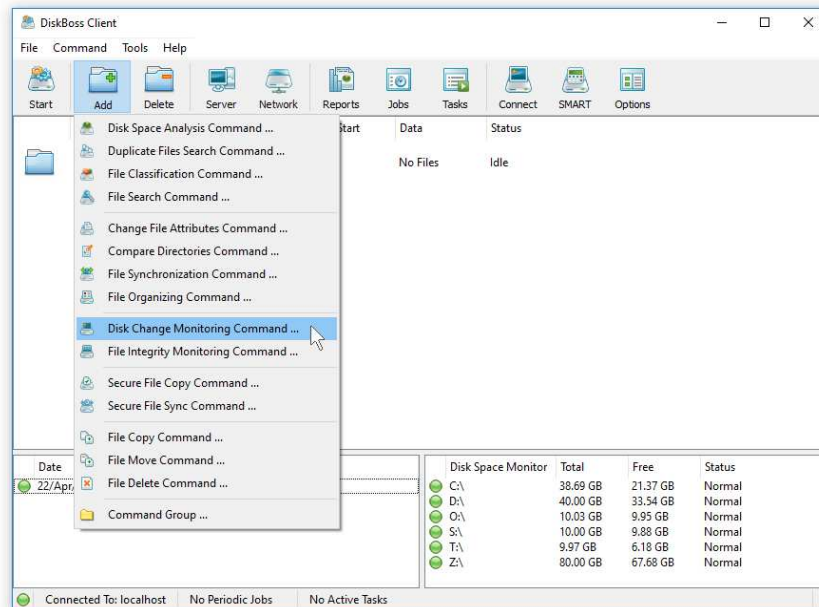 DiskBoss Client
File Command Tools Help
Start Add Delete Server Network Reports Jobs Tasks Connect SMART Options
Disk Space Analysis Command ...
Duplicate Files Search Command ...
File Classification Command ...
File Search Command ...
Change File Attributes Command ...
Compare Directories Command ...
File Synchronization Command ...
File Organizing Command ...
Disk Change Monitoring Command ...
File Integrity Monitoring Command ...
Secure File Copy Command ...
Secure File Sync Command ...
File Copy Command ...
File Move Command ...
File Delete Command ...
Command Group ...
Data Status
No Files Idle
Date
22/Apr/
Disk Space Monitor Total Free Status
C:\ 38.69 GB 21.37 GB Normal
D:\ 40.00 GB 33.54 GB Normal
O:\ 10.03 GB 9.95 GB Normal
S:\ 10.00 GB 9.88 GB Normal
T:\ 9.97 GB 6.18 GB Normal
Z:\ 80.00 GB 67.68 GB Normal
Connected To: localhost No Periodic Jobs No Active Tasks